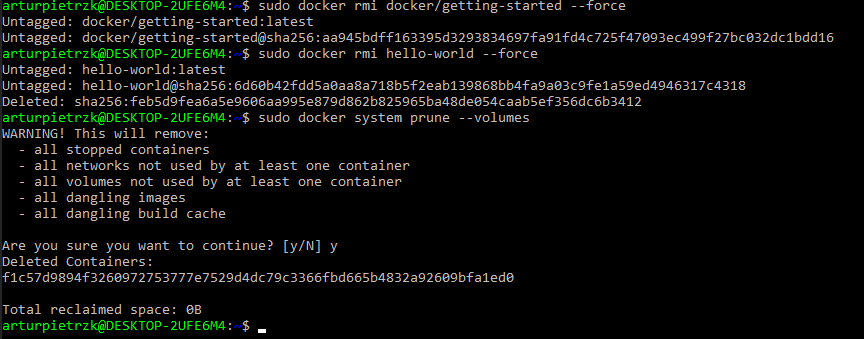 arturpietrzk@DESKTOP-2UFE6M4:~$ sudo docker rmi docker/getting-started --force
Untagged: docker/getting-started:latest
Untagged: docker/getting-started@sha256:aa945bdff163395d3293834697fa91fd4c725f47093ec499f27bc032dc1bdd16
arturpietrzk@DESKTOP-2UFE6M4:~$ sudo docker rmi hello-world --force
Untagged: hello-world:latest
Untagged: hello-world@sha256:6d60b42fdd5a0aa8a718b5f2eab139868bb4fa9a03c9fe1a59ed4946317c4318
Deleted: sha256:feb5d9fea6a5e9606aa995e879d862b825965ba48de054caab5ef356dc6b3412
arturpietrzk@DESKTOP-2UFE6M4:~$ sudo docker system prune --volumes
WARNING! This will remove:
  - all stopped containers
  - all networks not used by at least one container
  - all volumes not used by at least one container
  - all dangling images
  - all dangling build cache

Are you sure you want to continue? [y/N] y
Deleted Containers:
f1c57d9894f3260972753777e7529d4dc79c3366fbd665b4832a92609bfa1ed0

Total reclaimed space: 0B
arturpietrzk@DESKTOP-2UFE6M4:~$